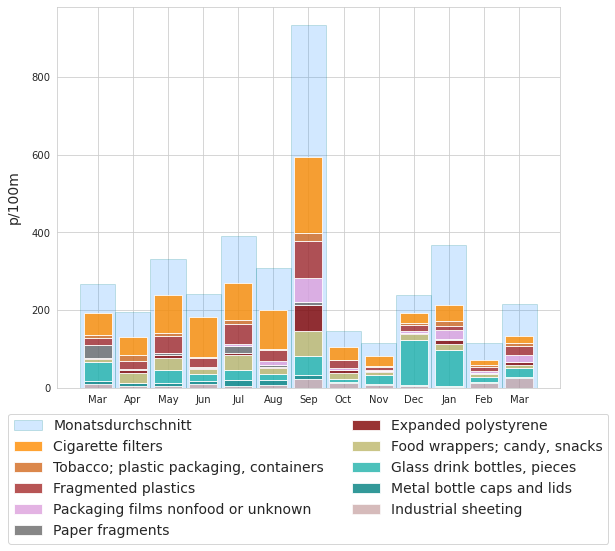 800
600
400
200
0
p/100m
Mar Apr May Jun Jul Aug Sep Oct Nov Dec Jan Feb Mar
Monatsdurchschnitt
Cigarette filters
Tobacco; plastic packaging, containers
Fragmented plastics
Packaging films nonfood or unknown
Paper fragments
Expanded polystyrene
Food wrappers; candy, snacks
Glass drink bottles, pieces
Metal bottle caps and lids
Industrial sheeting